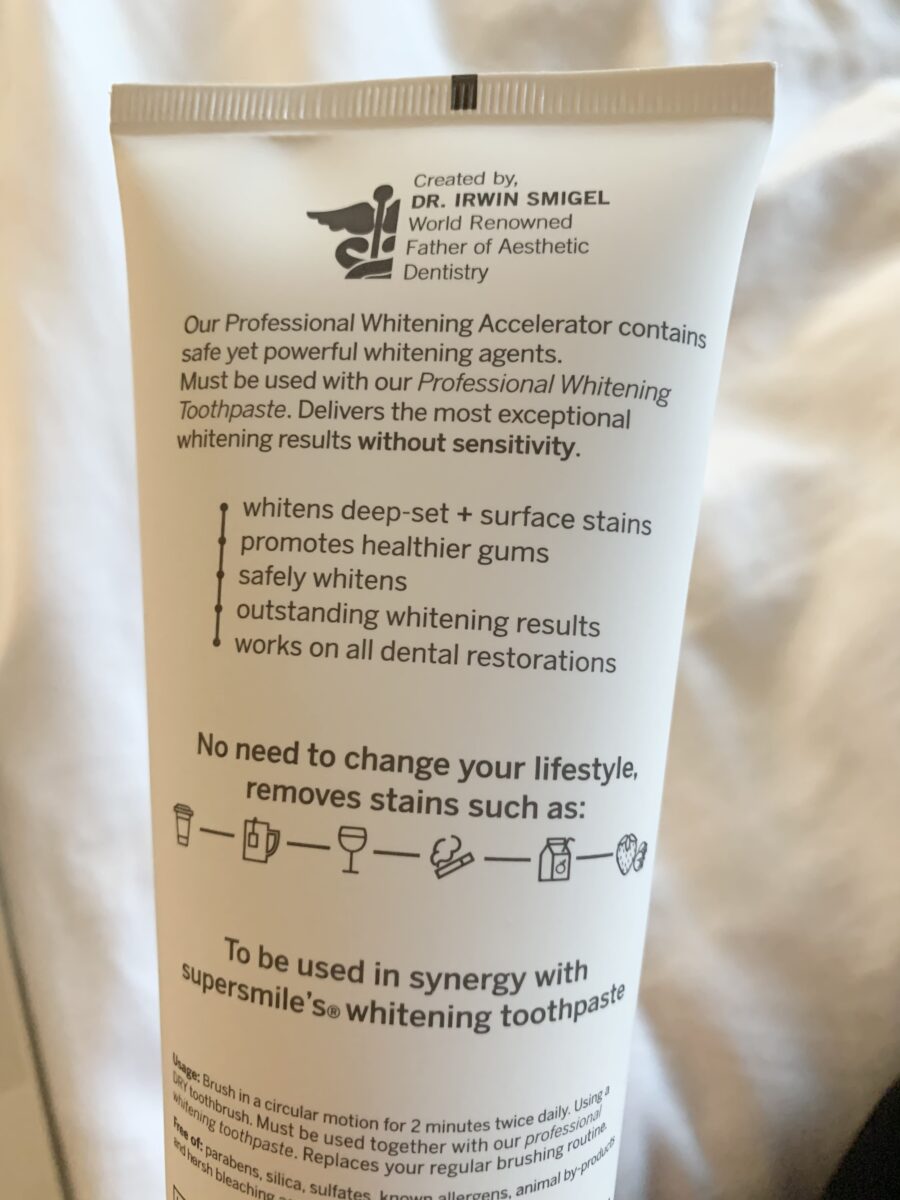 Created by,
DR. IRWIN SMIGEL
World Renowned
Father of Aesthetic
Dentistry
Our Professional Whitening Accelerator contains
safe yet powerful whitening agents.
Must be used with our Professional Whitening
Toothpaste. Delivers the most exceptional
whitening results without sensitivity.
whitens deep-set + surface stains
promotes healthier gums
safely whitens
outstanding whitening results
works on all dental restorations
No need to change your lifestyle,
removes stains such as:
To be used in synergy with
supersmile's® whitening toothpaste
Usage: Brush in a circular motion for 2 minutes twice daily. Using a
DRY toothbrush. Must be used together with our professional
whitening toothpaste. Replaces your regular brushing routine.
Free of: parabens, silica, sulfates, known allergens, animal by-products
and hersh bleaching